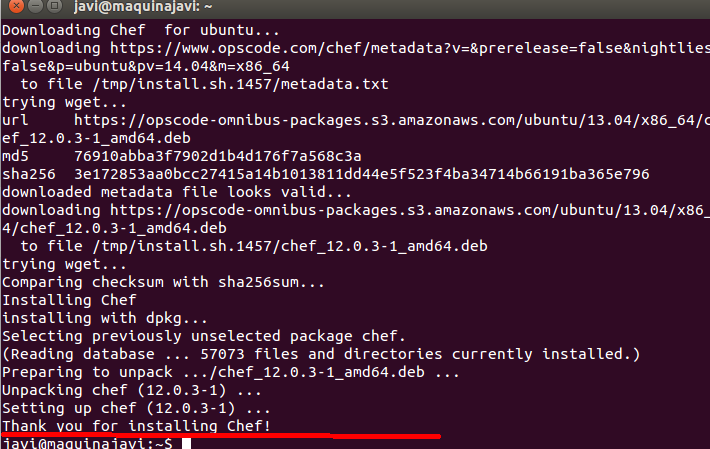 javi@maquinajavi: ~
Downloading Chef  for ubuntu...
downloading https://www.opscode.com/chef/metadata?v=&prerelease=false&nightlies
false&p=ubuntu&pv=14.04&m=x86_64
  to file /tmp/install.sh.1457/metadata.txt
trying wget...
url     https://opscode-omnibus-packages.s3.amazonaws.com/ubuntu/13.04/x86_64/c
ef_12.0.3-1_amd64.deb
md5     76910abba3f7902d1b4d176f7a568c3a
sha256  3e172853aa0bcc27415a14b1013811dd44e5f523f4ba34714b66191ba365e796
downloaded metadata file looks valid...
downloading https://opscode-omnibus-packages.s3.amazonaws.com/ubuntu/13.04/x86_
4/chef_12.0.3-1_amd64.deb
  to file /tmp/install.sh.1457/chef_12.0.3-1_amd64.deb
trying wget...
Comparing checksum with sha256sum...
Installing Chef
installing with dpkg...
Selecting previously unselected package chef.
(Reading database ... 57073 files and directories currently installed.)
Preparing to unpack .../chef_12.0.3-1_amd64.deb ...
Unpacking chef (12.0.3-1) ...
Setting up chef (12.0.3-1) ...
Thank you for installing Chef!
javi@maquinajavi:~$